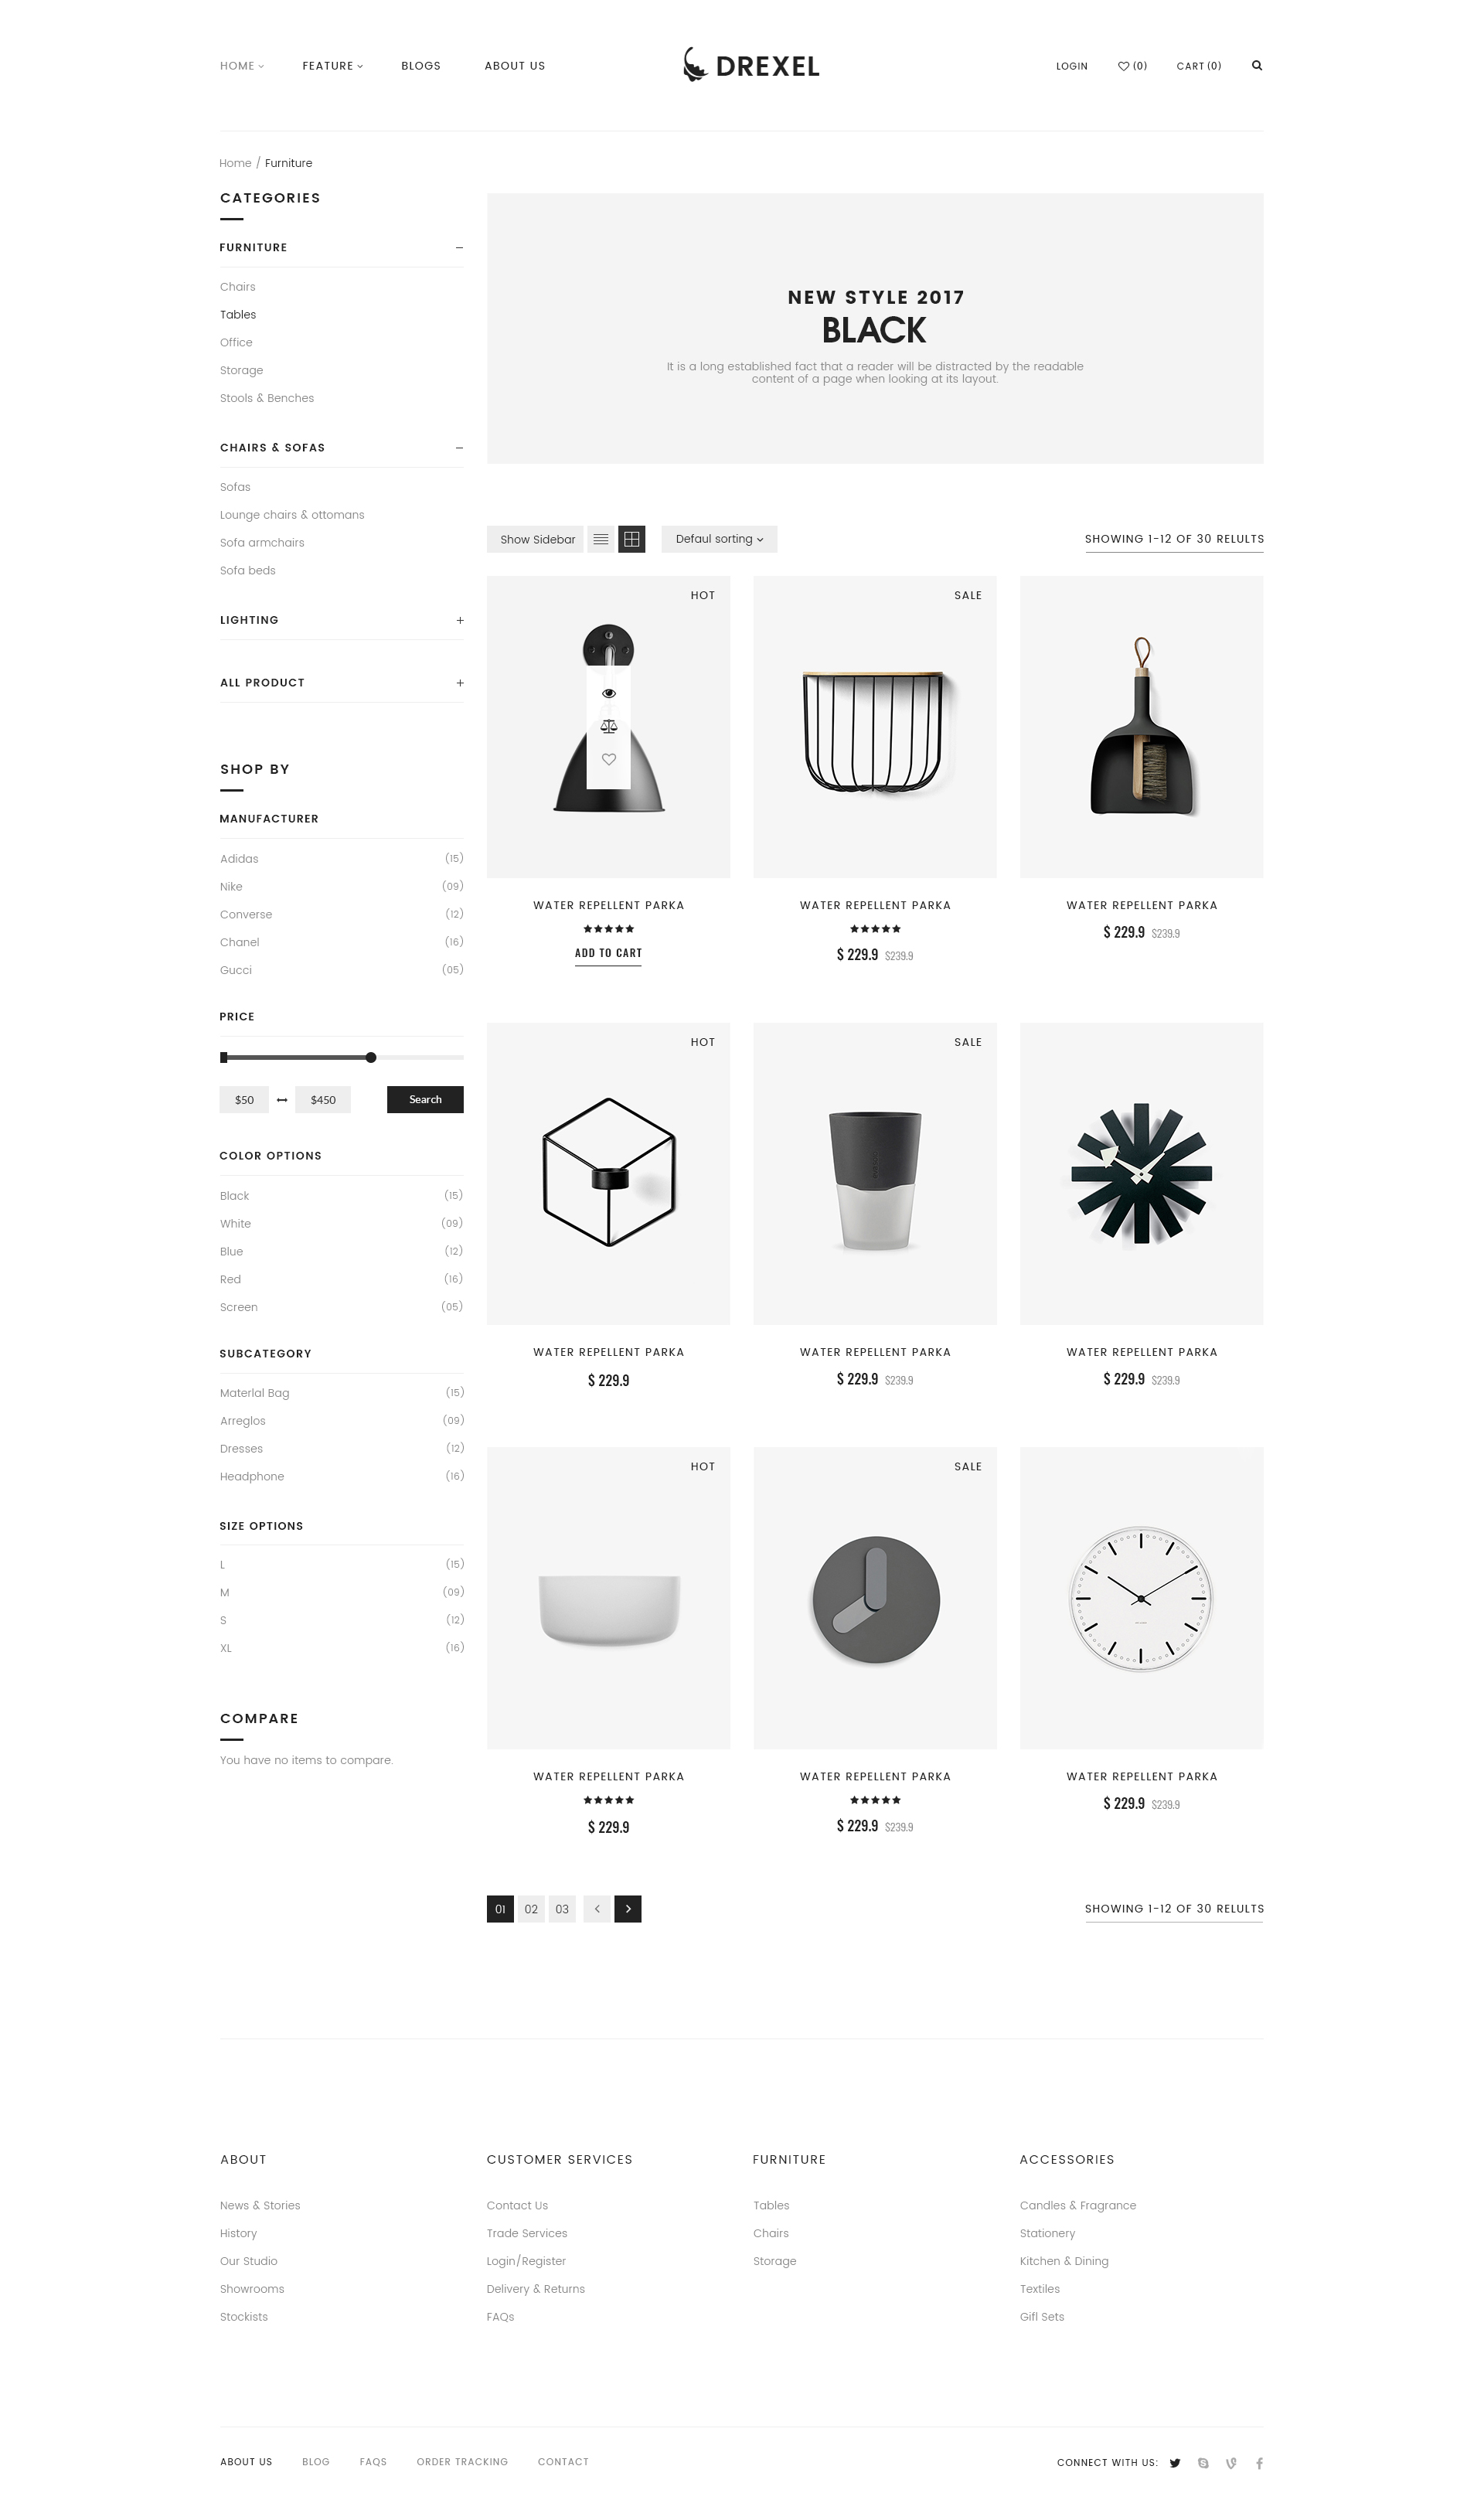 HOME
FEATURE
BLOGS
ABOUT US
DREXEL
LOGIN
(0)
CART (0)
Home / Furniture
CATEGORIES
FURNITURE
Chairs
Tables
Office
Storage
Stools & Benches
CHAIRS & SOFAS
Sofas
Lounge chairs & ottomans
Sofa armchairs
Sofa beds
LIGHTING
ALL PRODUCT
SHOP BY
MANUFACTURER
Adidas (15)
Nike (09)
Converse (12)
Chanel (16)
Gucci (05)
PRICE
$50 $450 Search
COLOR OPTIONS
Black (15)
White (09)
Blue (12)
Red (16)
Screen (05)
SUBCATEGORY
Materlal Bag (15)
Arreglos (09)
Dresses (12)
Headphone (16)
SIZE OPTIONS
L (15)
M (09)
S (12)
XL (16)
COMPARE
You have no items to compare.
NEW STYLE 2017
BLACK
It is a long established fact that a reader will be distracted by the readable
content of a page when looking at its layout.
Show Sidebar
Defaul sorting
SHOWING 1-12 OF 30 RELULTS
HOT
SALE
WATER REPELLENT PARKA
ADD TO CART
WATER REPELLENT PARKA
$ 229.9 $239.9
WATER REPELLENT PARKA
$ 229.9 $239.9
HOT
SALE
WATER REPELLENT PARKA
$ 229.9
WATER REPELLENT PARKA
$ 229.9 $239.9
WATER REPELLENT PARKA
$ 229.9 $239.9
HOT
SALE
WATER REPELLENT PARKA
$ 229.9
WATER REPELLENT PARKA
$ 229.9 $239.9
WATER REPELLENT PARKA
$ 229.9 $239.9
01 02 03
SHOWING 1-12 OF 30 RELULTS
ABOUT
News & Stories
History
Our Studio
Showrooms
Stockists
CUSTOMER SERVICES
Contact Us
Trade Services
Login/Register
Delivery & Returns
FAQs
FURNITURE
Tables
Chairs
Storage
ACCESSORIES
Candles & Fragrance
Stationery
Kitchen & Dining
Textiles
Gifl Sets
ABOUT US
BLOG
FAQS
ORDER TRACKING
CONTACT
CONNECT WITH US: